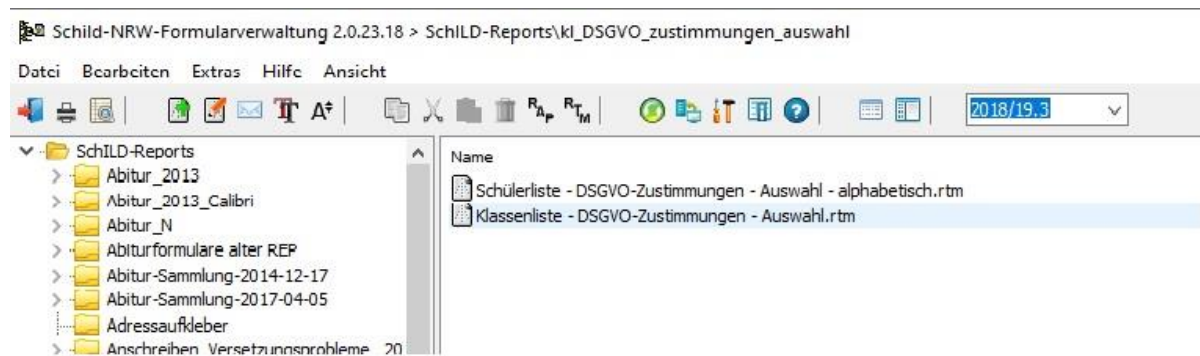 Schild-NRW-Formularverwaltung 2.0.23.18 > SchILD-Reports\kl_DSGVO_zustimmungen_auswahl
Datei Bearbeiten Extras Hilfe Ansicht
2018/19.3
SchILD-Reports
Abitur_2013
Abitur_2013_Calibri
Abitur_N
Abiturformulare alter REP
Abitur-Sammlung-2014-12-17
Abitur-Sammlung-2017-04-05
Adressaufkleber
Anschreiben_Versetzungsprobleme_20
Name
Schülerliste - DSGVO-Zustimmungen - Auswahl - alphabetisch.rtm
Klassenliste - DSGVO-Zustimmungen - Auswahl.rtm